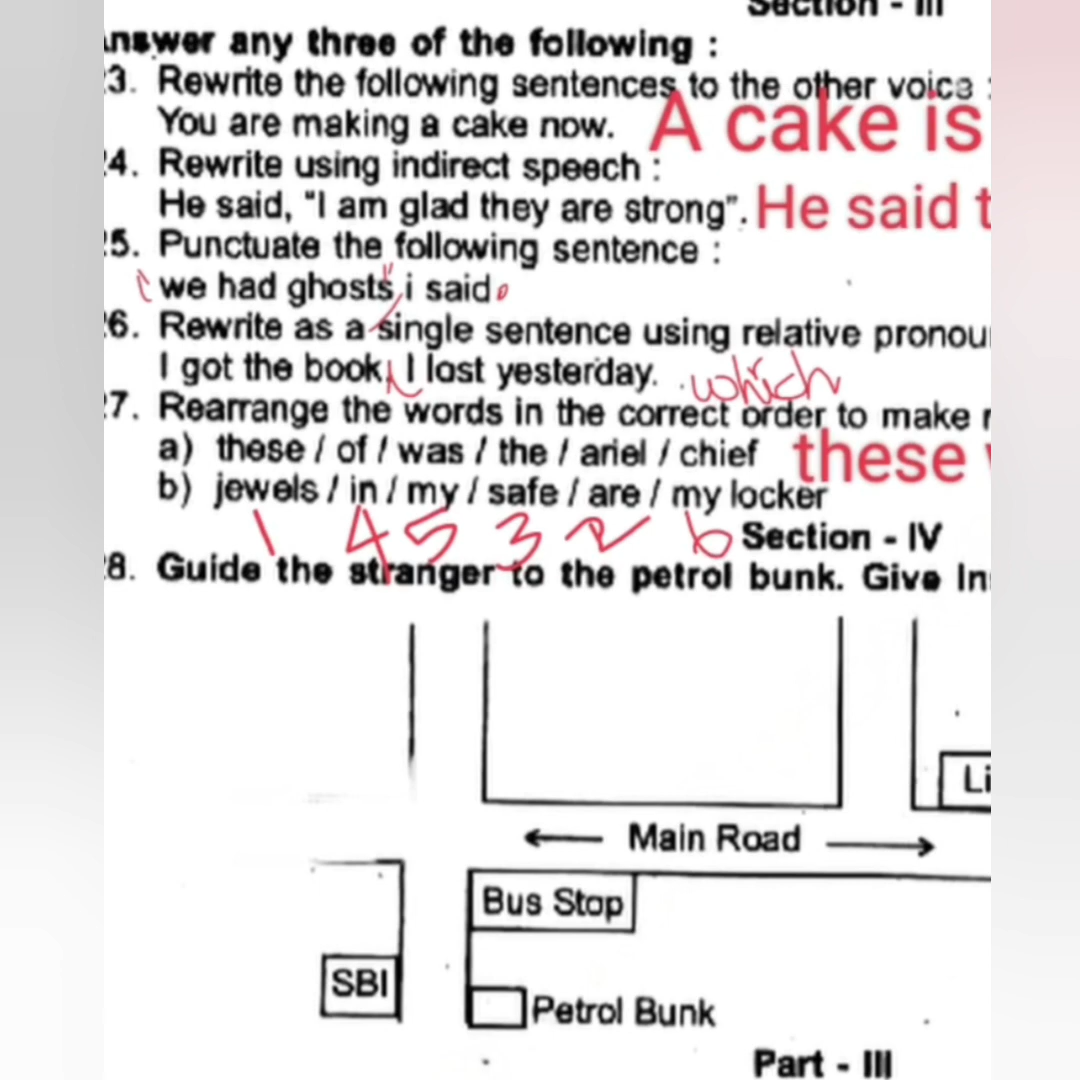 Section - III
nswer any three of the following :
3. Rewrite the following sentences to the other voice :
You are making a cake now. A cake is
4. Rewrite using indirect speech :
He said, "I am glad they are strong". He said t
5. Punctuate the following sentence :
" we had ghosts," i said.
6. Rewrite as a single sentence using relative pronou
I got the book, I lost yesterday. . which
7. Rearrange the words in the correct order to make
a) these / of / was / the / ariel / chief these
b) jewels / in / my / safe / are / my locker
1 4 5 3 2 6 Section - IV
8. Guide the stranger to the petrol bunk. Give In
Li
Main Road
Bus Stop
SBI
Petrol Bunk
Part - III